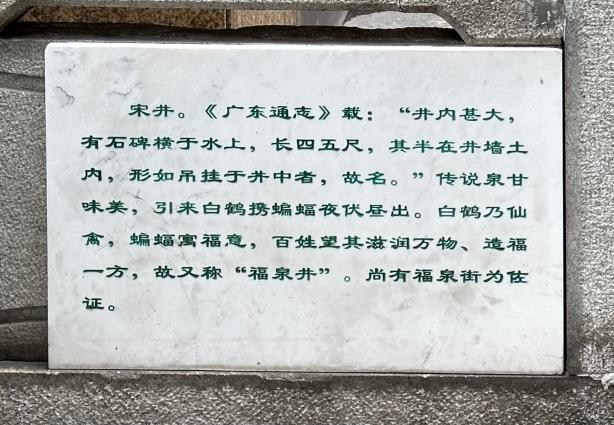 宋井。《广东通志》载：“井内甚大，
有石碑横于水上，长四五尺，其半在井墙土
内，形如吊挂于井中者，故名。”传说泉甘
味美，引来白鹤携蝙蝠夜伏昼出。白鹤乃仙
禽，蝙蝠寓福意，百姓望其滋润万物、造福
一方，故又称“福泉井”。尚有福泉街为佐
证。